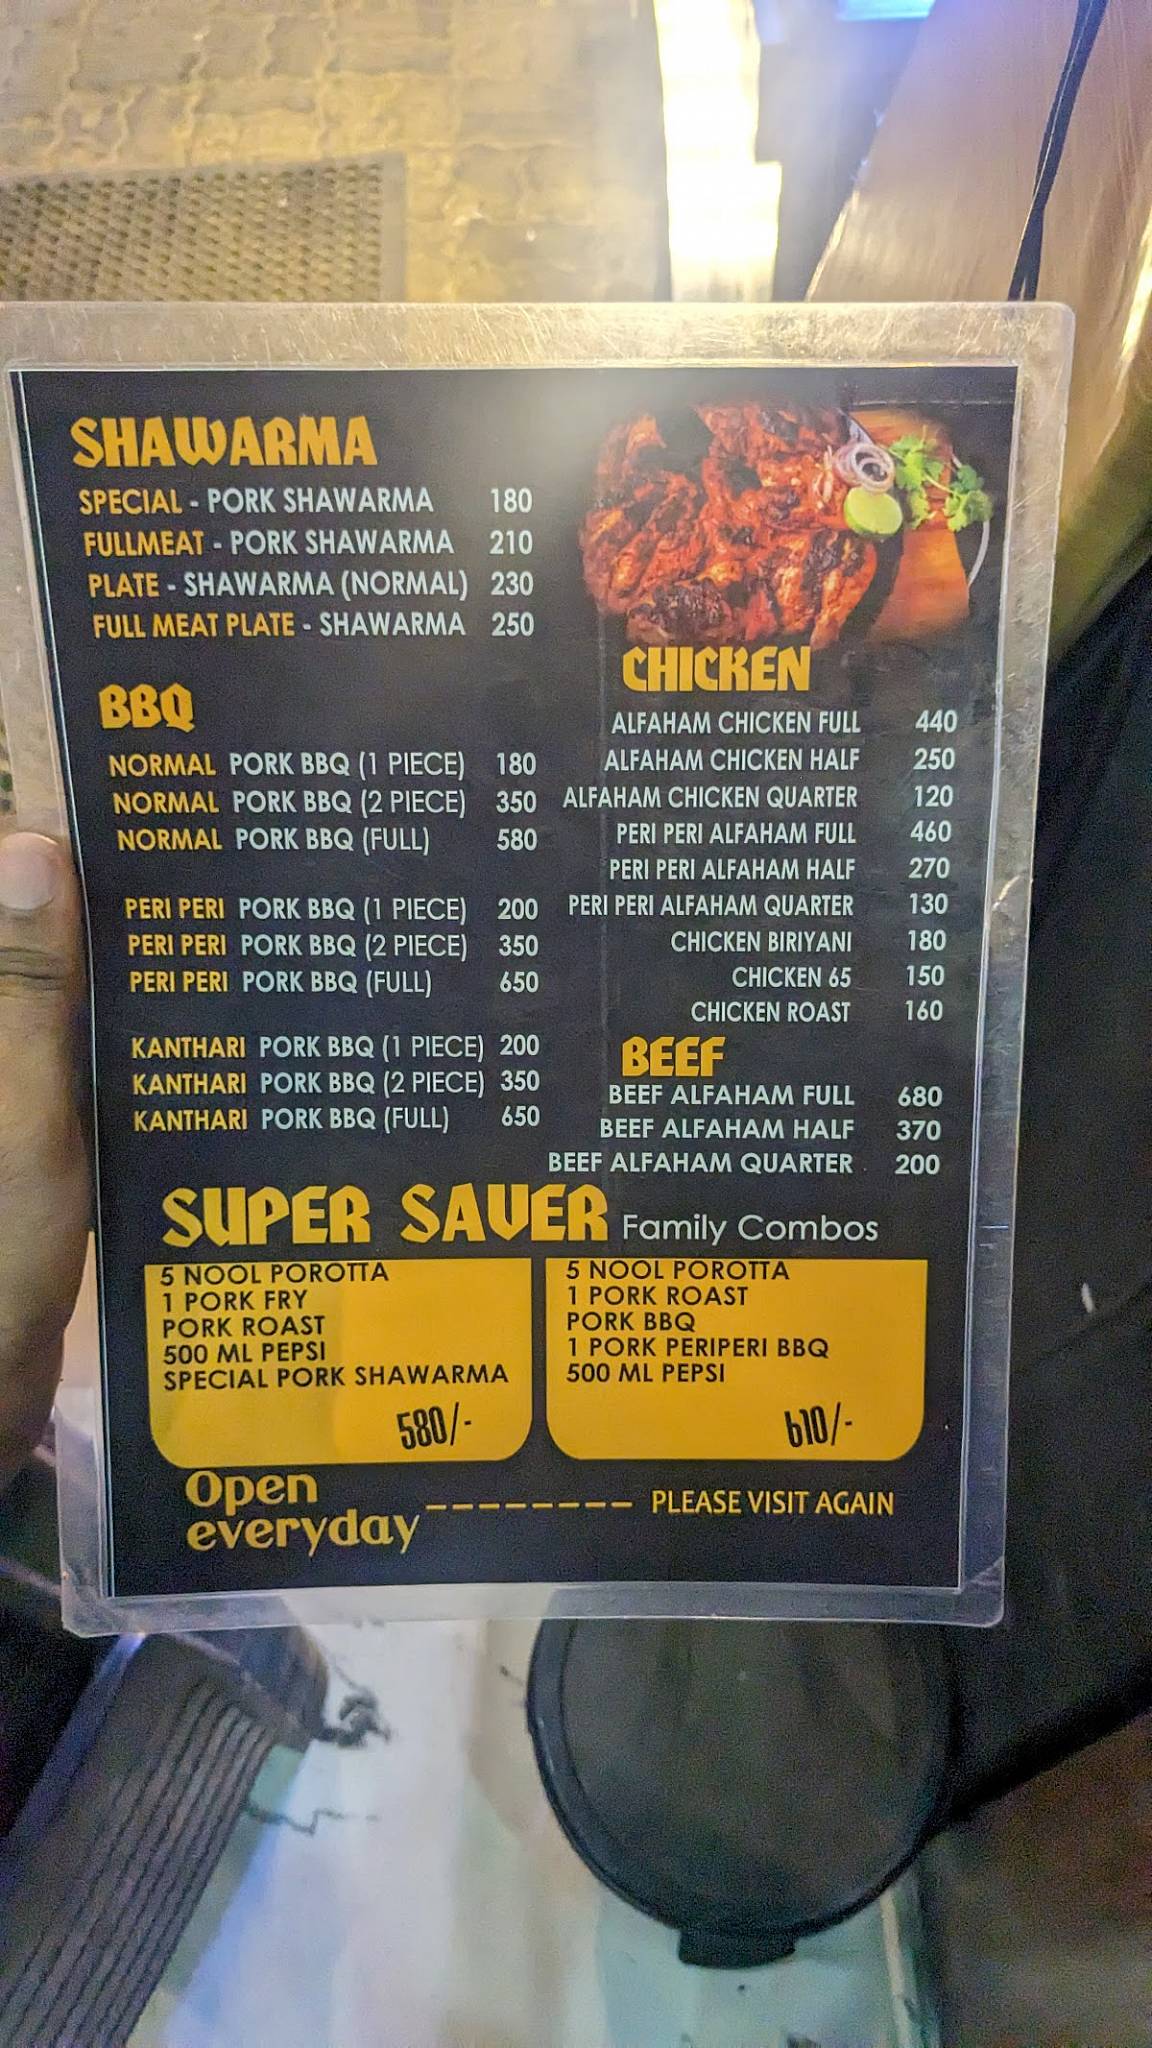 SHAWARMA
SPECIAL - PORK SHAWARMA 180
FULLMEAT - PORK SHAWARMA 210
PLATE - SHAWARMA (NORMAL) 230
FULL MEAT PLATE - SHAWARMA 250
BBQ
NORMAL PORK BBQ (1 PIECE) 180
NORMAL PORK BBQ (2 PIECE) 350
NORMAL PORK BBQ (FULL) 580
PERI PERI PORK BBQ (1 PIECE) 200
PERI PERI PORK BBQ (2 PIECE) 350
PERI PERI PORK BBQ (FULL) 650
KANTHARI PORK BBQ (1 PIECE) 200
KANTHARI PORK BBQ (2 PIECE) 350
KANTHARI PORK BBQ (FULL) 650
CHICKEN
ALFAHAM CHICKEN FULL 440
ALFAHAM CHICKEN HALF 250
ALFAHAM CHICKEN QUARTER 120
PERI PERI ALFAHAM FULL 460
PERI PERI ALFAHAM HALF 270
PERI PERI ALFAHAM QUARTER 130
CHICKEN BIRIYANI 180
CHICKEN 65 150
CHICKEN ROAST 160
BEEF
BEEF ALFAHAM FULL 680
BEEF ALFAHAM HALF 370
BEEF ALFAHAM QUARTER 200
SUPER SAVER Family Combos
5 NOOL POROTTA
1 PORK FRY
PORK ROAST
500 ML PEPSI
SPECIAL PORK SHAWARMA
580/-
5 NOOL POROTTA
1 PORK ROAST
PORK BBQ
1 PORK PERIPERI BBQ
500 ML PEPSI
610/-
Open
everyday -------- PLEASE VISIT AGAIN